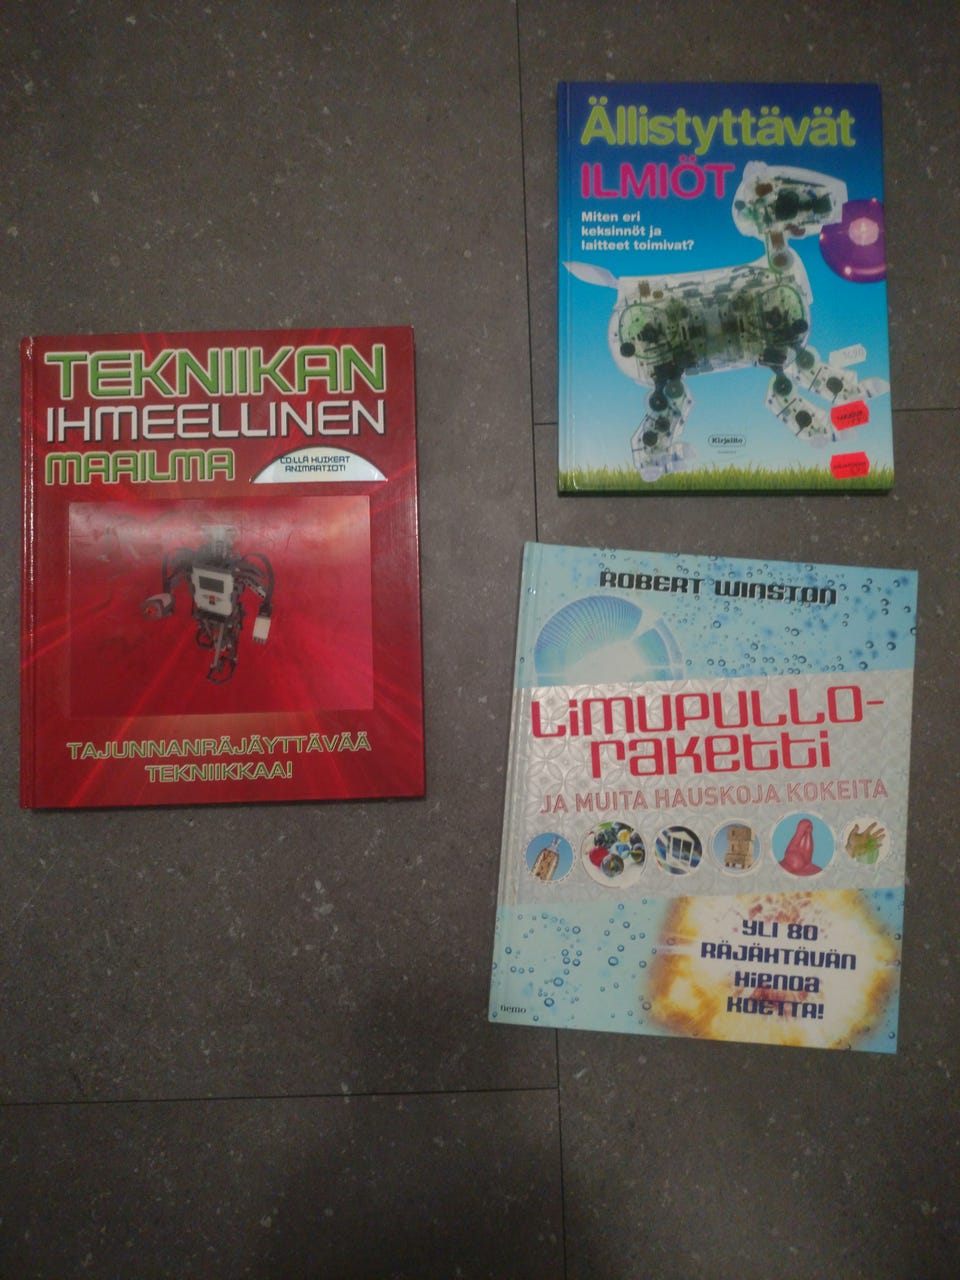 Ällistyttävät
ILMIÖT
Miten eri
keksinnöt ja
laitteet toimivat?
Kirjalito
TEKNIIKAN
IHMEELLINEN
MAAILMA
CD:LLÄ HUIKEAT
ANIMAATIOT!
TAJUNNANRÄJÄYTTÄVÄÄ
TEKNIIKKAA!
ROBERT WINSTON
LIMUPULLO-
RAKETTI
JA MUITA HAUSKOJA KOKEITA
YLI 80
RÄJÄHTÄVÄN
HIENOA
KOETTA!
nemo